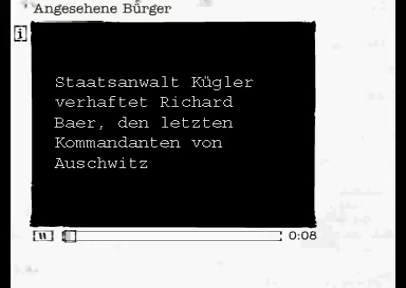 Angesehene Bürger
i
Staatsanwalt Kügler
verhaftet Richard
Baer, den letzten
Kommandanten von
Auschwitz
0:08